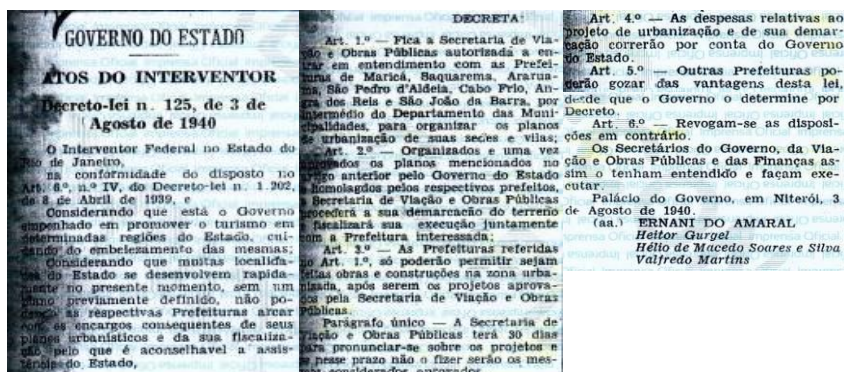 GOVERNO DO ESTADO
ATOS DO INTERVENTOR
Decreto-lei n. 125, de 3 de
Agosto de 1940
O Interventor Federal no Estado do
Rio de Janeiro,
na conformidade do disposto no
Art. 6.º, n.º IV, do Decreto-lei n. 1.202,
de 8 de Abril de 1939, e
Considerando que está o Governo
empenhado em promover o turismo em
determinadas regiões do Estado, cui-
dando do embelezamento das mesmas;
Considerando que muitas localida-
des do Estado se desenvolvem rapida-
mente no presente momento, sem um
plano previamente definido, não po-
dendo as respectivas Prefeituras arcar
com os encargos consequentes de seus
planos urbanísticos e da sua fiscaliza-
ção pelo que é aconselhavel a assis-
tência do Estado,
DECRETA:
Art. 1.º — Fica a Secretaria de Via-
ção e Obras Públicas autorizada a en-
trar em entendimento com as Prefei-
turas de Maricá, Saquarema, Ararua-
ma, São Pedro d'Aldeia, Cabo Frio, An-
gra dos Reis e São João da Barra, por
intermédio do Departamento das Muni-
cipalidades, para organizar os planos
de urbanização de suas sedes e vilas;
Art. 2.º — Organizados e uma vez
aprovados os planos mencionados no
artigo anterior pelo Governo do Estado
e homolagdos pelos respectivos prefeitos,
a Secretaria de Viação e Obras Públicas
procederá a sua demarcação do terreno
e fiscalizará sua execução juntamente
com a Prefeitura interessada;
Art. 3.º — As Prefeituras referidas
no Art. 1.º, só poderão permitir sejam
feitas obras e construções na zona urba-
nizada, após serem os projetos aprova-
dos pela Secretaria de Viação e Obras
Públicas.
Parágrafo único — A Secretaria de
Viação e Obras Públicas terá 30 dias
para pronunciar-se sobre os projetos e
se nesse prazo não o fizer serão os mes-
mos considerados aprovados.
Art. 4.º — As despesas relativas ao
projeto de urbanização e de sua demar-
cação correrão por conta do Governo
do Estado.
Art. 5.º — Outras Prefeituras po-
derão gozar das vantagens desta lei,
desde que o Governo o determine por
Decreto.
Art. 6.º — Revogam-se as disposi-
ções em contrário.
Os Secretários do Governo, da Via-
ção e Obras Públicas e das Finanças as-
sim o tenham entendido e façam exe-
cutar.
Palácio do Governo, em Niterói, 3
de Agosto de 1940.
(aa.) ERNANI DO AMARAL
Heitor Gurgel
Hélio de Macedo Soares e Silva
Valfredo Martins